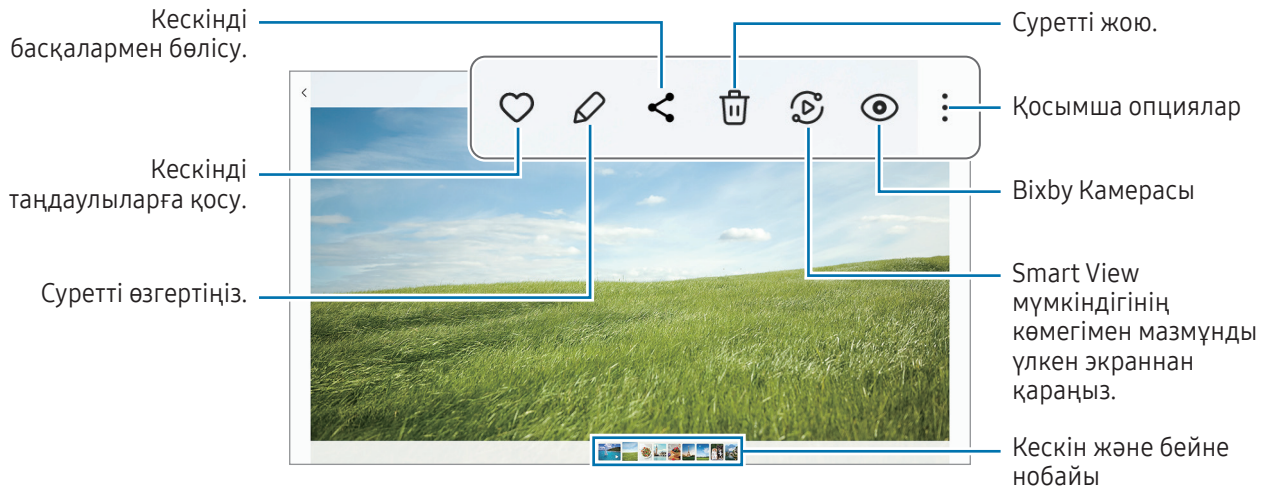 Кескінді
басқалармен бөлісу.
Кескінді
таңдаулыларға қосу.
Суретті өзгертіңіз.
Суретті жою.
Қосымша опциялар
Bixby Камерасы
Smart View
мүмкіндігінің
көмегімен мазмұнды
үлкен экраннан
қараңыз.
Кескін және бейне
нобайы